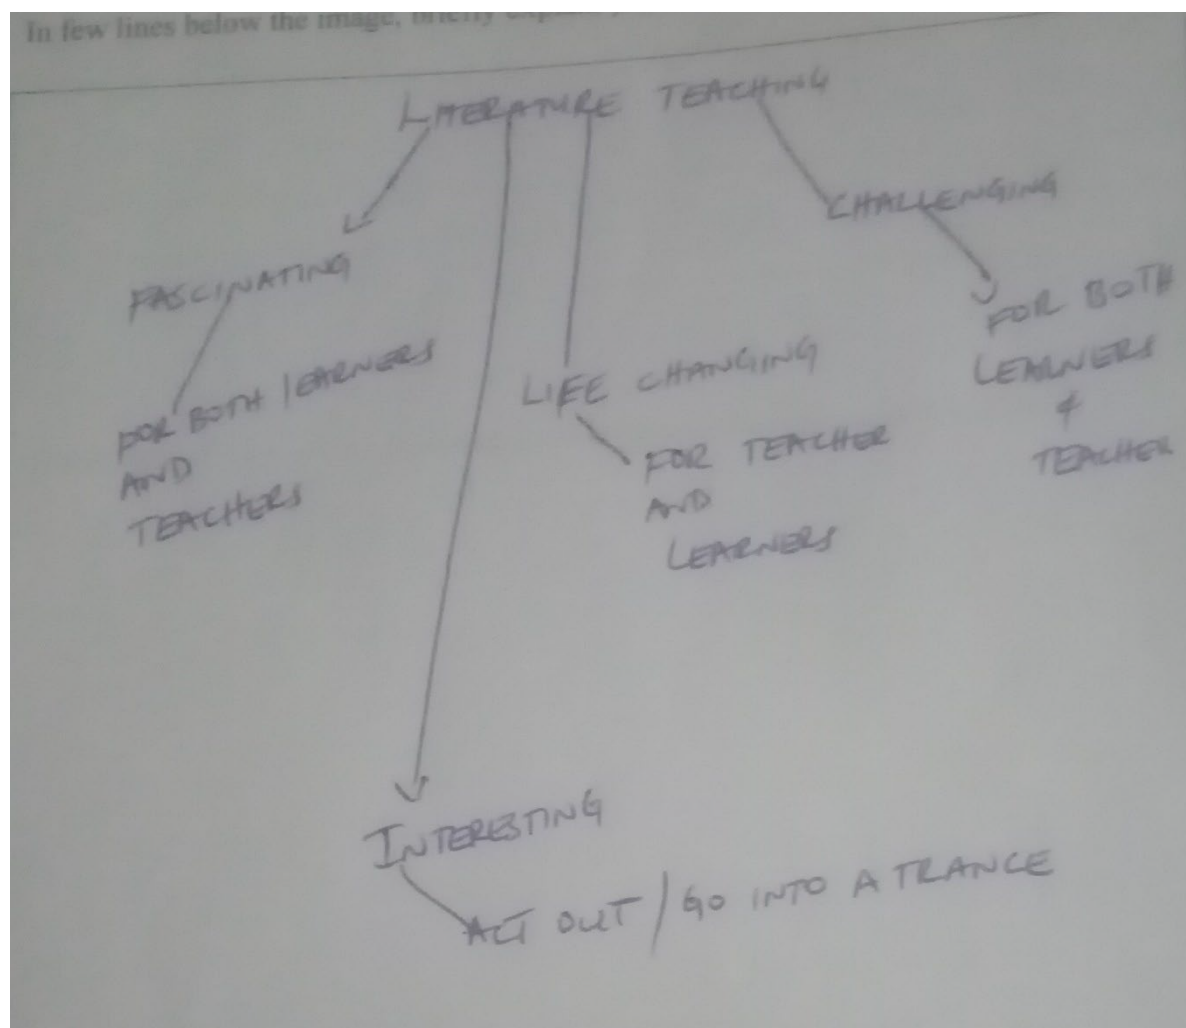 In few lines below the image, briefly
LITERATURE TEACHING
CHALLENGING
FOR BOTH
LEARNERS
&
TEACHER
FASCINATING
FOR BOTH LEARNERS
AND
TEACHERS
LIFE CHANGING
FOR TEACHER
AND
LEARNERS
INTERESTING
ACT OUT / GO INTO A TRANCE